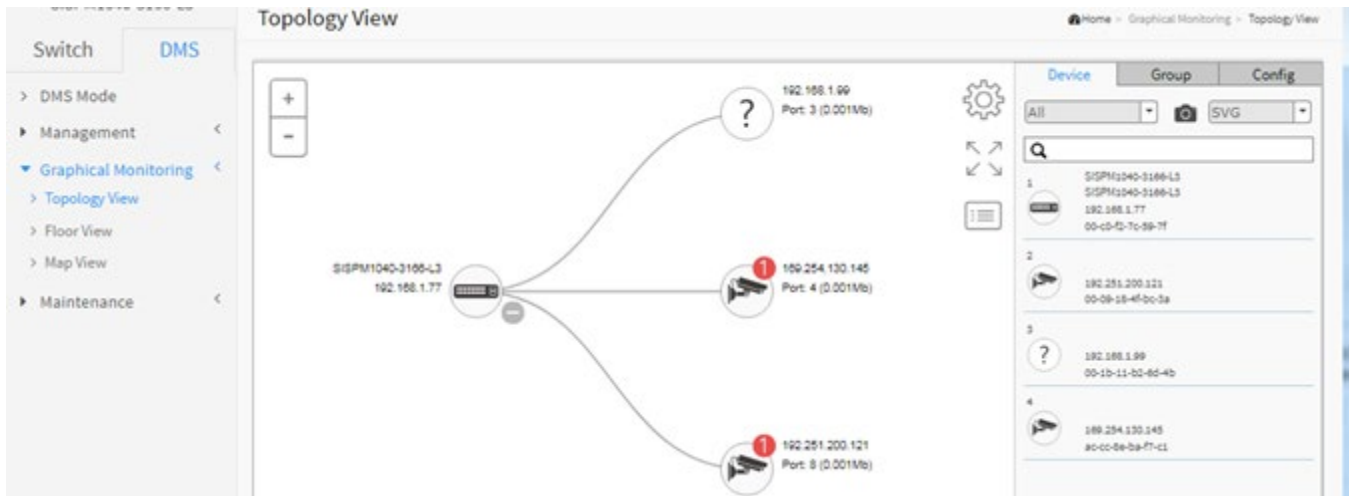 Topology View
Home > Graphical Monitoring > Topology View
Switch
DMS
> DMS Mode
Management <
Graphical Monitoring <
> Topology View
> Floor View
> Map View
Maintenance <
+
-
?
192.168.1.99
Port: 3 (0.001Mb)
SISPM1040-3166-L3
192.168.1.77
1
169.254.130.145
Port: 4 (0.001Mb)
1
192.251.200.121
Port: 8 (0.001Mb)
Device
Group
Config
All
SVG
1
SISPM1040-3166-L3
SISPM1040-3166-L3
192.168.1.77
00-c0-f2-7c-59-7f
2
192.251.200.121
00-09-18-4f-bc-3a
3
?
192.168.1.99
00-1b-11-b2-6d-4b
4
169.254.130.145
ac-cc-8e-ba-f7-c1